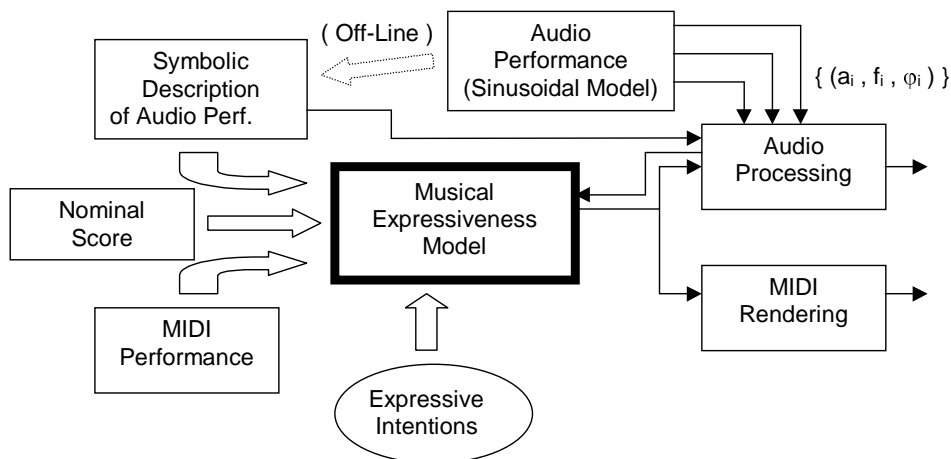 ( Off-Line )
Audio
Performance
(Sinusoidal Model)
Symbolic
Description
of Audio Perf.
{ (aᵢ , fᵢ , φᵢ ) }
Audio
Processing
Musical
Expressiveness
Model
Nominal
Score
MIDI
Rendering
MIDI
Performance
Expressive
Intentions